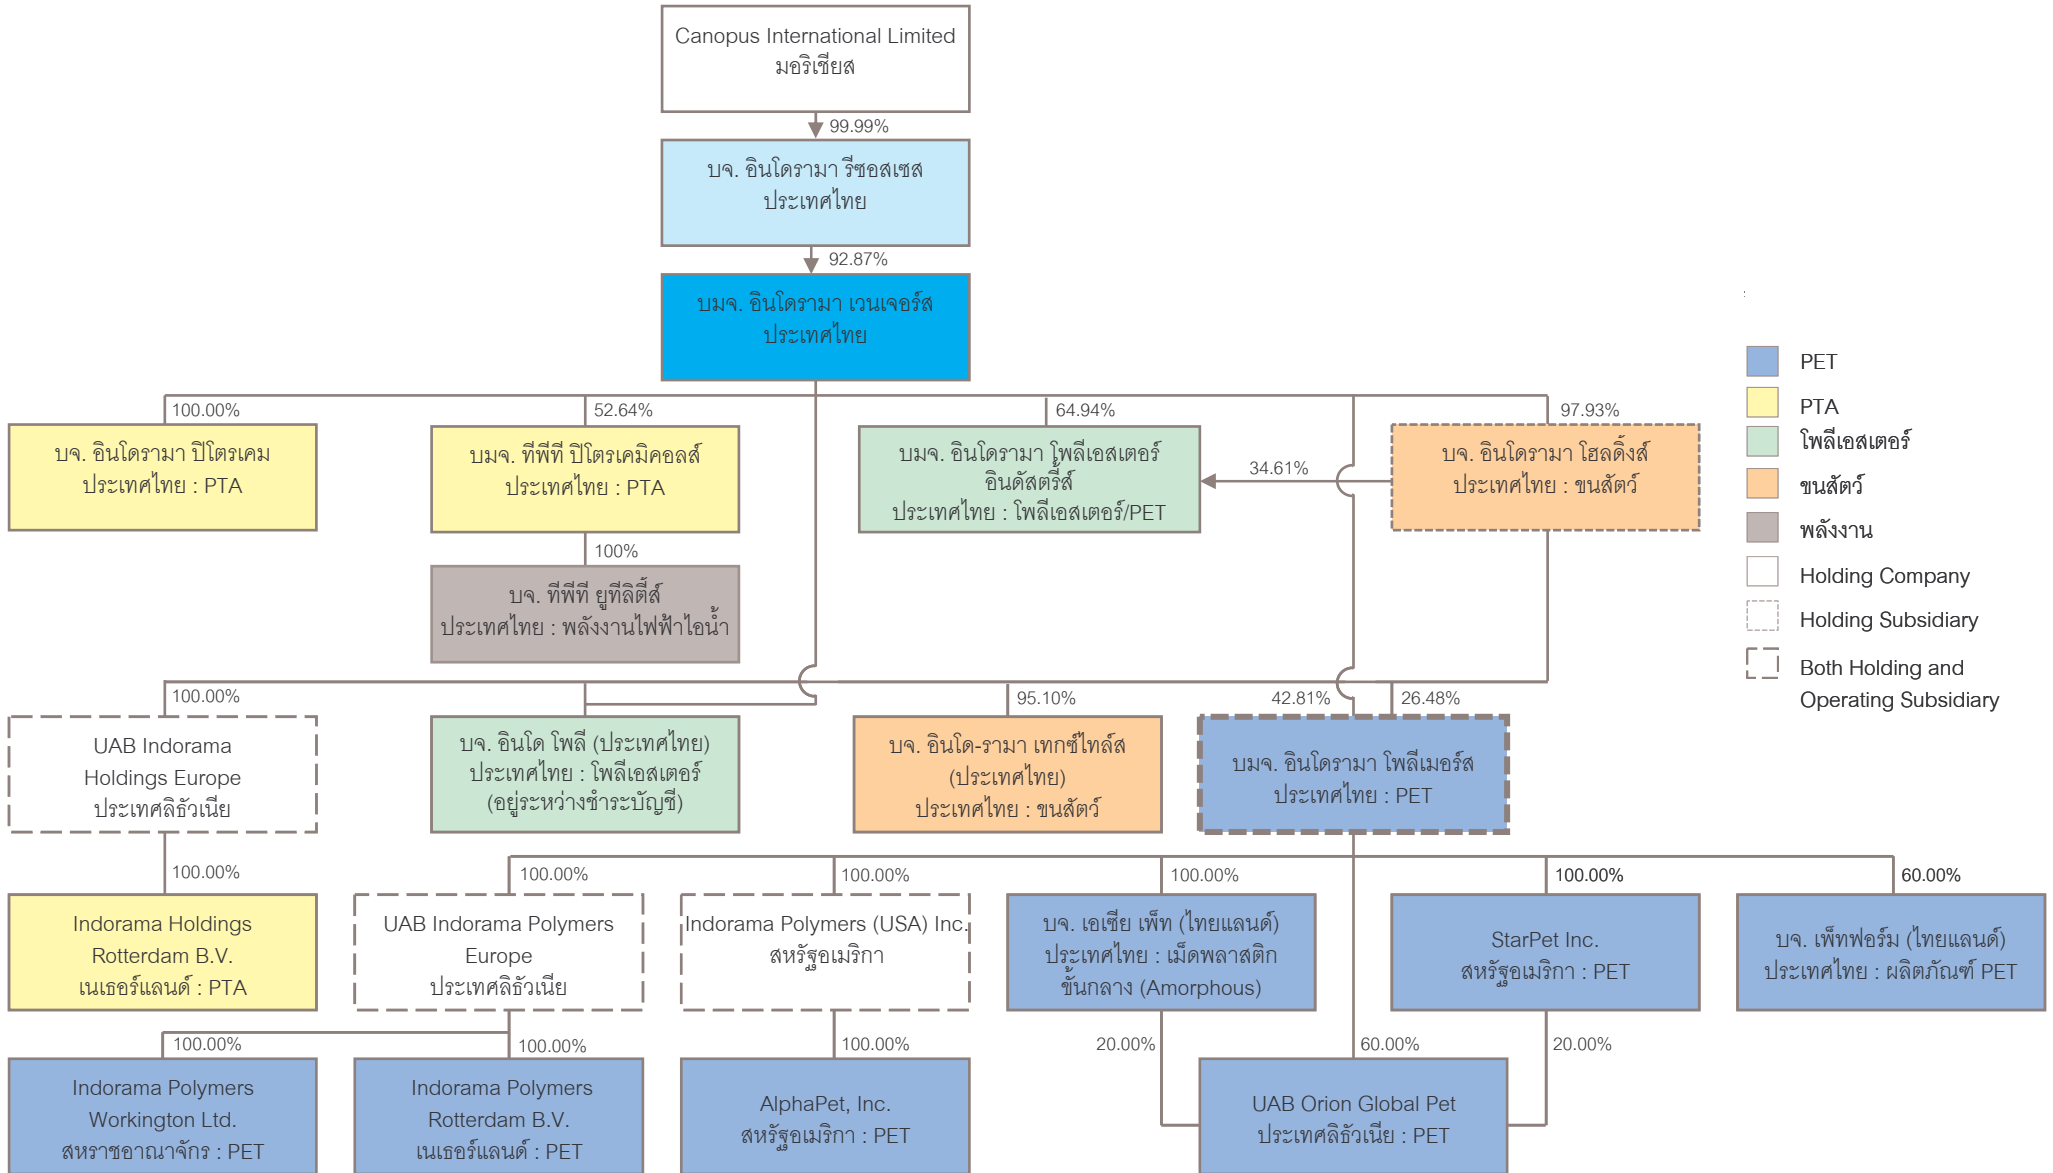 Canopus International Limited
มอริเชียส
99.99%
บจ. อินโดรามา รีซอสเซส
ประเทศไทย
92.87%
บมจ. อินโดรามา เวนเจอร์ส
ประเทศไทย
:
PET
PTA
โพลีเอสเตอร์
ขนสัตว์
พลังงาน
Holding Company
Holding Subsidiary
Both Holding and
Operating Subsidiary
100.00%
52.64%
64.94%
97.93%
บจ. อินโดรามา ปิโตรเคม
ประเทศไทย : PTA
บมจ. ทีพีที ปิโตรเคมิคอลส์
ประเทศไทย : PTA
บมจ. อินโดรามา โพลีเอสเตอร์
อินดัสตรี้ส์
ประเทศไทย : โพลีเอสเตอร์/PET
34.61%
บจ. อินโดรามา โฮลดิ้งส์
ประเทศไทย : ขนสัตว์
100%
บจ. ทีพีที ยูทีลิตี้ส์
ประเทศไทย : พลังงานไฟฟ้าไอน้ำ
100.00%
95.10%
42.81%
26.48%
UAB Indorama
Holdings Europe
ประเทศลิธัวเนีย
บจ. อินโด โพลี (ประเทศไทย)
ประเทศไทย : โพลีเอสเตอร์
(อยู่ระหว่างชำระบัญชี)
บจ. อินโด-รามา เทกซ์ไทล์ส
(ประเทศไทย)
ประเทศไทย : ขนสัตว์
บมจ. อินโดรามา โพลีเมอร์ส
ประเทศไทย : PET
100.00%
100.00%
100.00%
100.00%
100.00%
60.00%
Indorama Holdings
Rotterdam B.V.
เนเธอร์แลนด์ : PTA
UAB Indorama Polymers
Europe
ประเทศลิธัวเนีย
Indorama Polymers (USA) Inc.
สหรัฐอเมริกา
บจ. เอเซีย เพ็ท (ไทยแลนด์)
ประเทศไทย : เม็ดพลาสติก
ขั้นกลาง (Amorphous)
StarPet Inc.
สหรัฐอเมริกา : PET
บจ. เพ็ทฟอร์ม (ไทยแลนด์)
ประเทศไทย : ผลิตภัณฑ์ PET
100.00%
100.00%
100.00%
20.00%
60.00%
20.00%
Indorama Polymers
Workington Ltd.
สหราชอาณาจักร : PET
Indorama Polymers
Rotterdam B.V.
เนเธอร์แลนด์ : PET
AlphaPet, Inc.
สหรัฐอเมริกา : PET
UAB Orion Global Pet
ประเทศลิธัวเนีย : PET